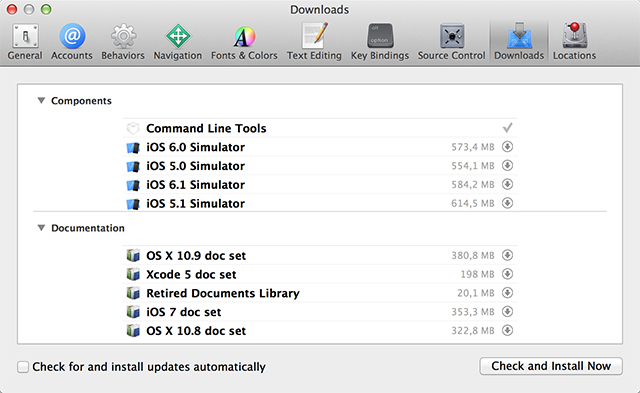 Downloads
General Accounts Behaviors Navigation Fonts & Colors Text Editing Key Bindings Source Control Downloads Locations
Components
Command Line Tools
iOS 6.0 Simulator 573,4 MB
iOS 5.0 Simulator 554,1 MB
iOS 6.1 Simulator 584,2 MB
iOS 5.1 Simulator 614,5 MB
Documentation
OS X 10.9 doc set 380,8 MB
Xcode 5 doc set 198 MB
Retired Documents Library 20,1 MB
iOS 7 doc set 353,3 MB
OS X 10.8 doc set 322,8 MB
Check for and install updates automatically Check and Install Now